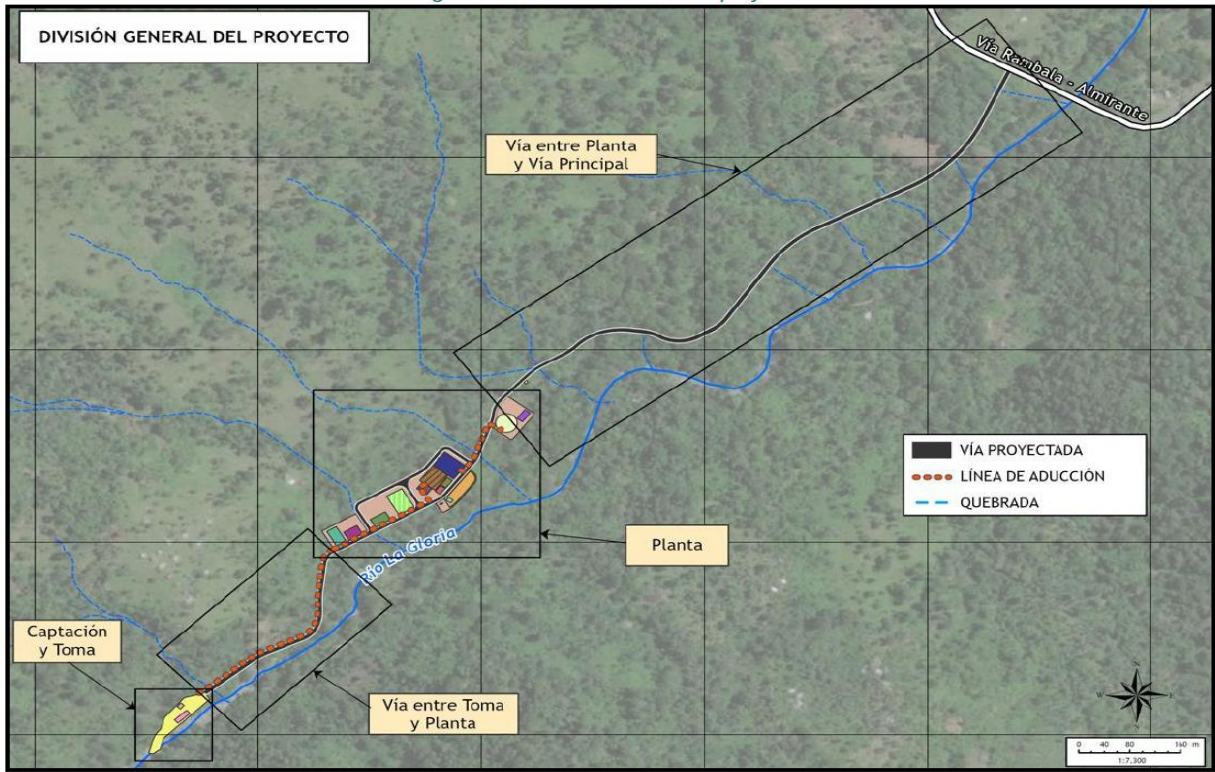 DIVISIÓN GENERAL DEL PROYECTO
Vía Rambala - Almirante
Vía entre Planta
y Vía Principal
VÍA PROYECTADA
LÍNEA DE ADUCCIÓN
QUEBRADA
Planta
Río La Gloria
Captación
y Toma
Vía entre Toma
y Planta
N
W E
0 40 80 160 m
1:7,300